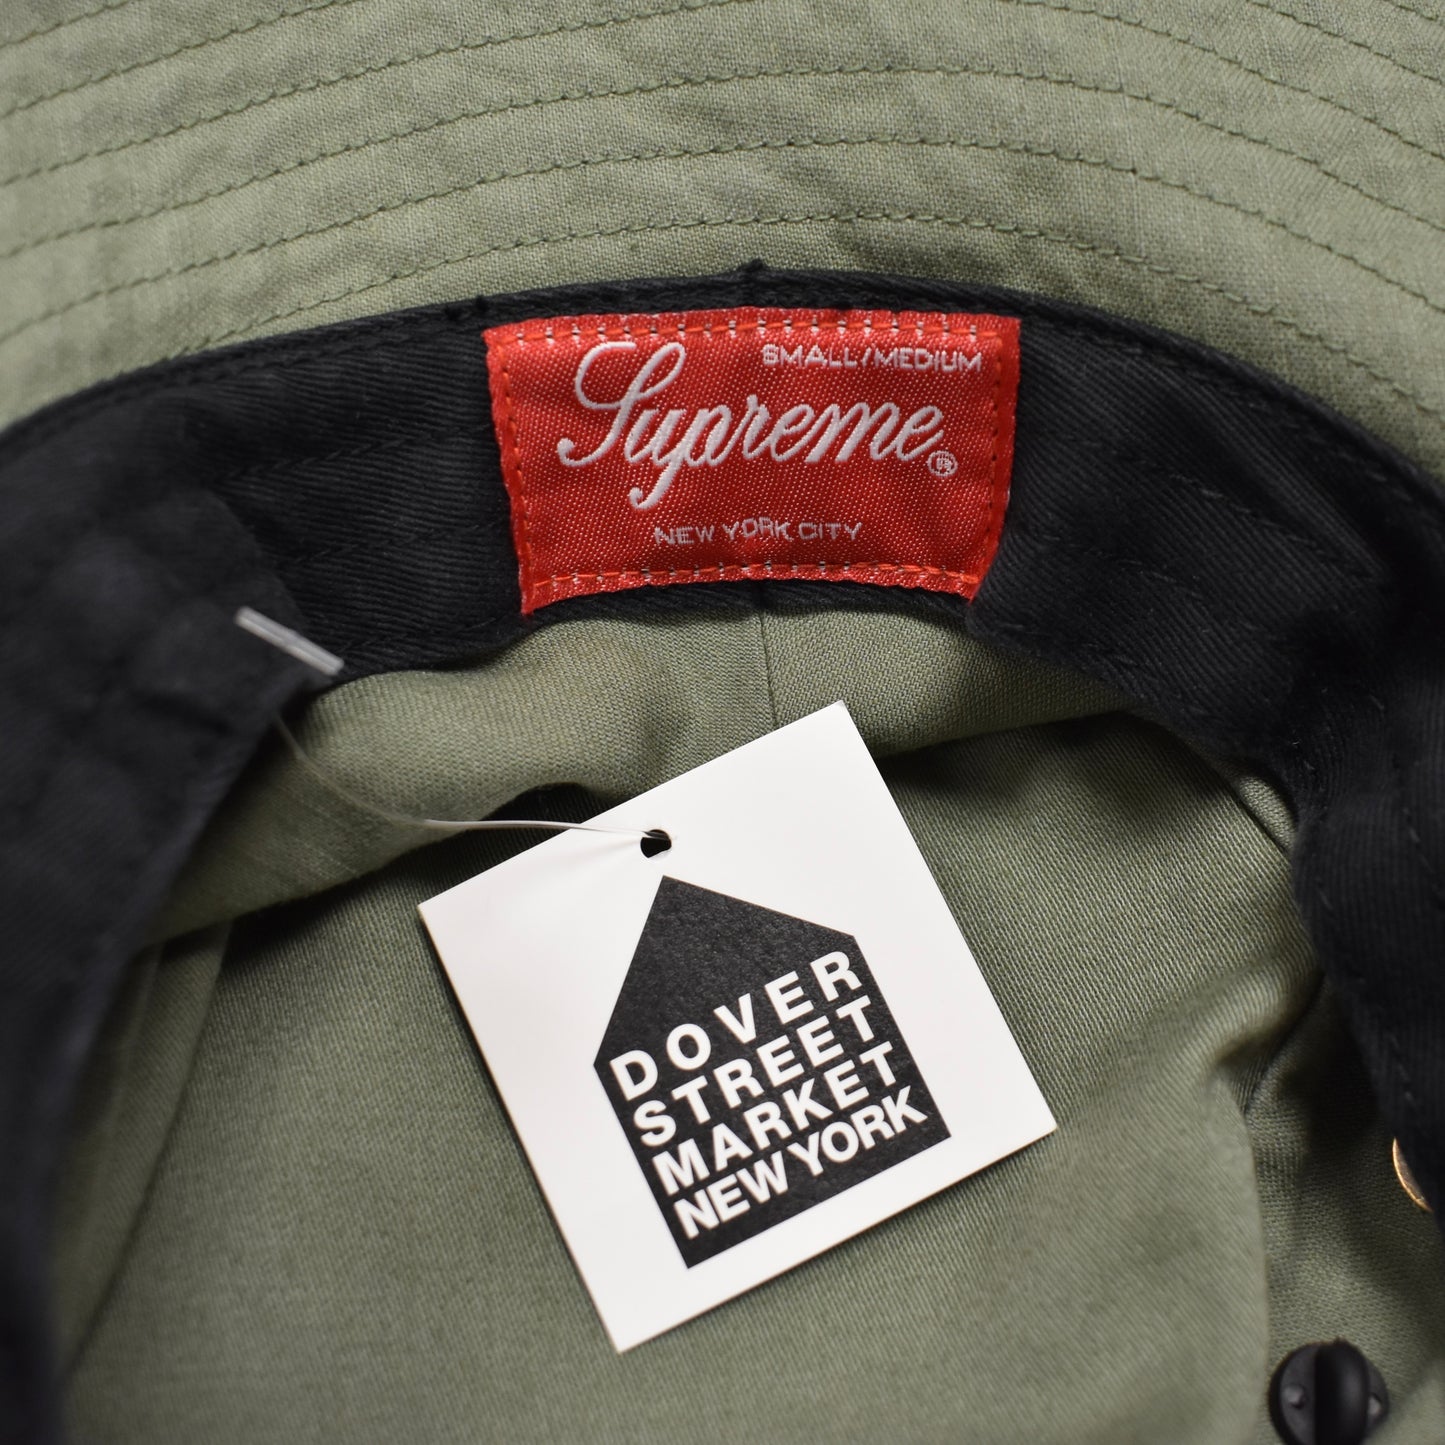 SMALL/MEDIUM
Supreme®
NEW YORK CITY
DOVER
STREET
MARKET
NEW YORK